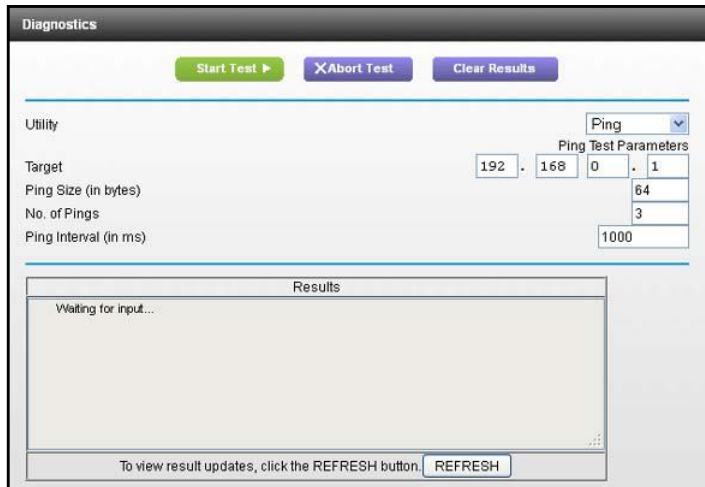 Diagnostics
Start Test Abort Test Clear Results
Utility Ping
Ping Test Parameters
Target 192 . 168 0 . 1
Ping Size (in bytes) 64
No. of Pings 3
Ping Interval (in ms) 1000
Results
Waiting for input...
To view result updates, click the REFRESH button. REFRESH